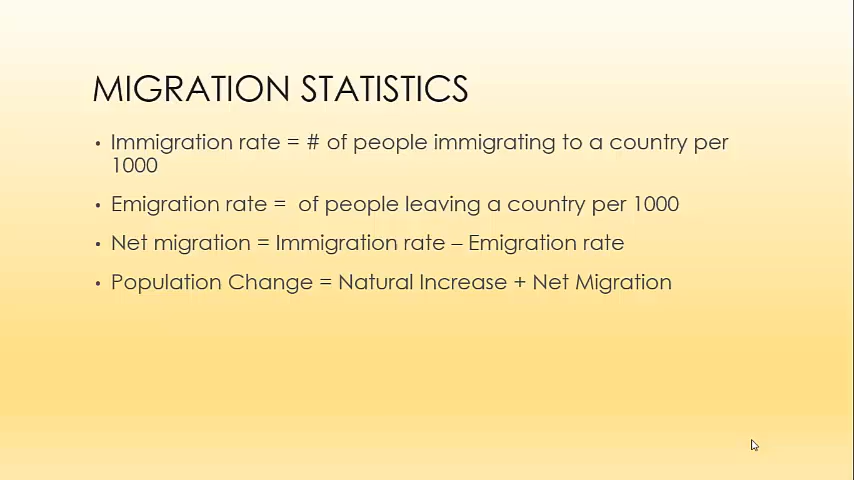 MIGRATION STATISTICS
• Immigration rate = # of people immigrating to a country per
1000
• Emigration rate =  of people leaving a country per 1000
• Net migration = Immigration rate – Emigration rate
• Population Change = Natural Increase + Net Migration